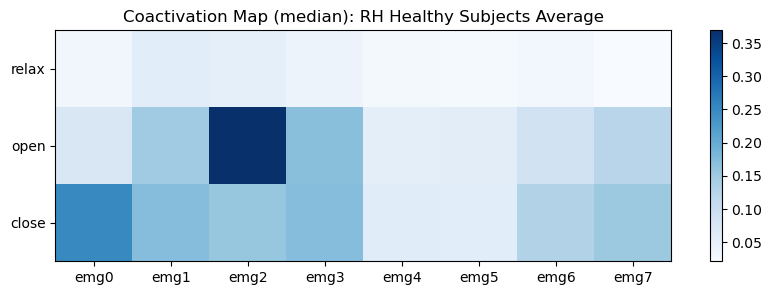 Coactivation Map (median): RH Healthy Subjects Average
relax
open
close
emg0 emg1 emg2 emg3 emg4 emg5 emg6 emg7
0.35
0.30
0.25
0.20
0.15
0.10
0.05